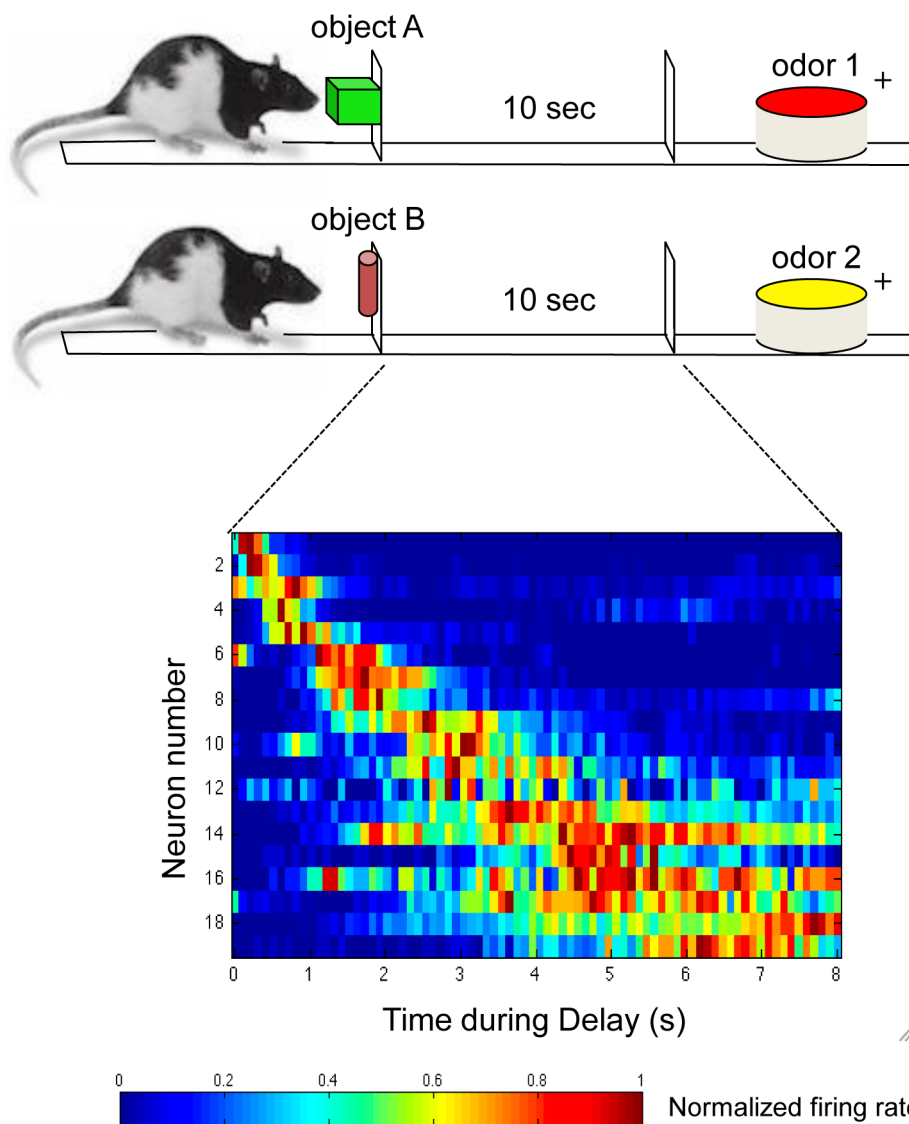 object A
odor 1
+
10 sec
object B
odor 2
+
10 sec
Neuron number
2
4
6
8
10
12
14
16
18
0 1 2 3 4 5 6 7 8
Time during Delay (s)
0 0.2 0.4 0.6 0.8 1
Normalized firing rate